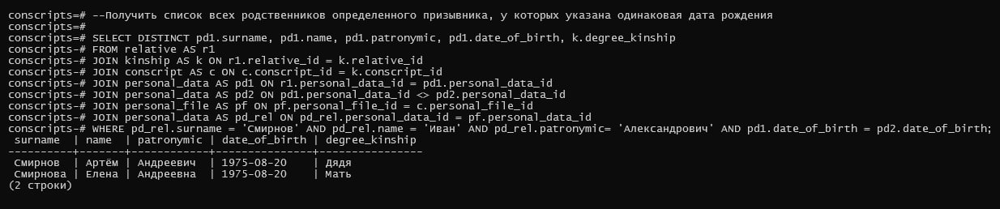 conscripts=# --Получить список всех родственников определенного призывника, у которых указана одинаковая дата рождения
conscripts=#
conscripts=# SELECT DISTINCT pd1.surname, pd1.name, pd1.patronymic, pd1.date_of_birth, k.degree_kinship
conscripts-# FROM relative AS r1
conscripts-# JOIN kinship AS k ON r1.relative_id = k.relative_id
conscripts-# JOIN conscript AS c ON c.conscript_id = k.conscript_id
conscripts-# JOIN personal_data AS pd1 ON r1.personal_data_id = pd1.personal_data_id
conscripts-# JOIN personal_data AS pd2 ON pd1.personal_data_id <> pd2.personal_data_id
conscripts-# JOIN personal_file AS pf ON pf.personal_file_id = c.personal_file_id
conscripts-# JOIN personal_data AS pd_rel ON pd_rel.personal_data_id = pf.personal_data_id
conscripts-# WHERE pd_rel.surname = 'Смирнов' AND pd_rel.name = 'Иван' AND pd_rel.patronymic= 'Александрович' AND pd1.date_of_birth = pd2.date_of_birth;
 surname  | name  | patronymic | date_of_birth | degree_kinship
----------+-------+------------+---------------+----------------
 Смирнов  | Артём | Андреевич  | 1975-08-20    | Дядя
 Смирнова | Елена | Андреевна  | 1975-08-20    | Мать
(2 строки)